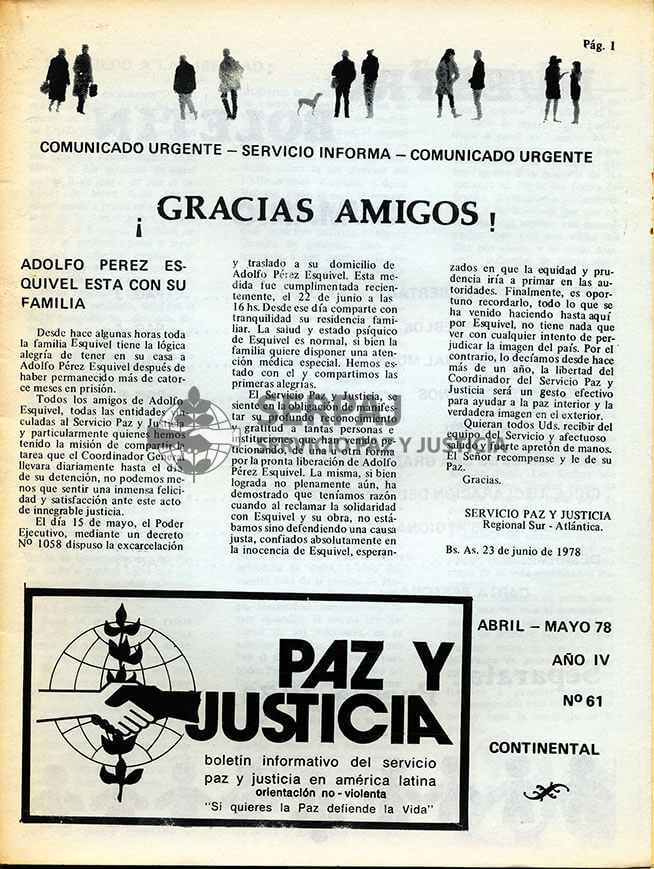 Pág. 1
COMUNICADO URGENTE – SERVICIO INFORMA – COMUNICADO URGENTE
¡ GRACIAS AMIGOS !
ADOLFO PEREZ ES-
QUIVEL ESTA CON SU
FAMILIA
Desde hace algunas horas toda
la familia Esquivel tiene la lógica
alegría de tener en su casa a
Adolfo Pérez Esquivel después de
haber permanecido más de cator-
ce meses en prisión.
Todos los amigos de Adolfo
Esquivel, todas las entidades vin-
culadas al Servicio Paz y Justicia
y particularmente quienes hemos
tenido la misión de compartir la
tarea que el Coordinador General
llevara diariamente hasta el día
de su detención, no podemos me-
nos que sentir una inmensa felici-
dad y satisfacción ante este acto
de innegrable justicia.
El día 15 de mayo, el Poder
Ejecutivo, mediante un decreto
Nº 1058 dispuso la excarcelación
y traslado a su domicilio de
Adolfo Pérez Esquivel. Esta me-
dida fue cumplimentada recien-
temente, el 22 de junio a las
16 hs. Desde ese día comparte con
tranquilidad su residencia fami-
liar. La salud y estado psíquico
de Esquivel es normal, si bien la
familia quiere disponer una aten-
ción médica especial. Hemos es-
tado con el y compartimos las
primeras alegrías.
El Servicio Paz y Justicia, se
siente en la obligación de manifes-
tar su profundo reconocimiento
y gratitud a tantas personas e
instituciones que han orado pe-
ticionando, de una u otra forma
por la pronta liberación de Adolfo
Pérez Esquivel. La misma, si bien
lograda no plenamente aún, ha
demostrado que teníamos razón
cuando al reclamar la solidaridad
con Esquivel y su obra, no está-
bamos sino defendiendo una causa
justa, confiados absolutamente en
la inocencia de Esquivel, esperan-
zados en que la equidad y pru-
dencia iría a primar en las au-
toridades. Finalmente, es opor-
tuno recordarlo, todo lo que se
ha venido haciendo hasta aquí
por Esquivel, no tiene nada que
ver con cualquier intento de per-
judicar la imagen del país. Por el
contrario, lo decíamos desde hace
más de un año, la libertad del
Coordinador del Servicio Paz y
Justicia será un gesto efectivo
para ayudar a la paz interior y la
verdadera imagen en el exterior.
Quieran todos Uds. recibir del
equipo del Servicio y afectuoso
saludo y fuerte apretón de manos.
El Señor recompense y le de su
Paz.
Gracias.
SERVICIO PAZ Y JUSTICIA
Regional Sur - Atlántica.
Bs. As. 23 de junio de 1978
SERPAJ
SERVICIO PAZ Y JUSTICIA
PAZ Y
JUSTICIA
boletín informativo del servicio
paz y justicia en américa latina
orientación no - violenta
"Si quieres la Paz defiende la Vida"
ABRIL – MAYO 78
AÑO IV
Nº 61
CONTINENTAL